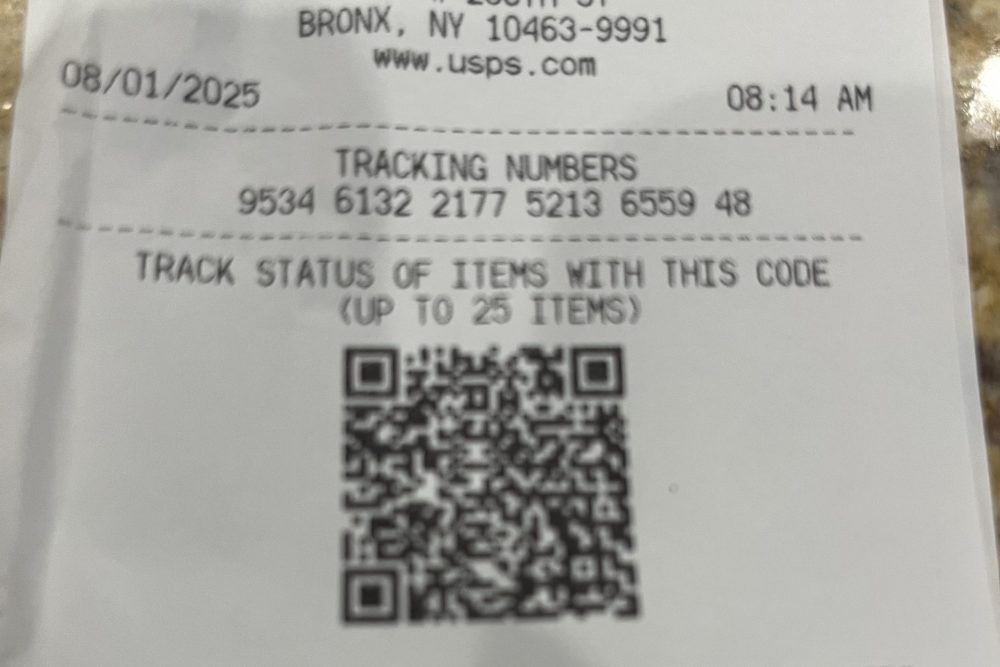 BRONX, NY 10463-9991
www.usps.com
08/01/2025 08:14 AM
TRACKING NUMBERS
9534 6132 2177 5213 6559 48
TRACK STATUS OF ITEMS WITH THIS CODE
(UP TO 25 ITEMS)